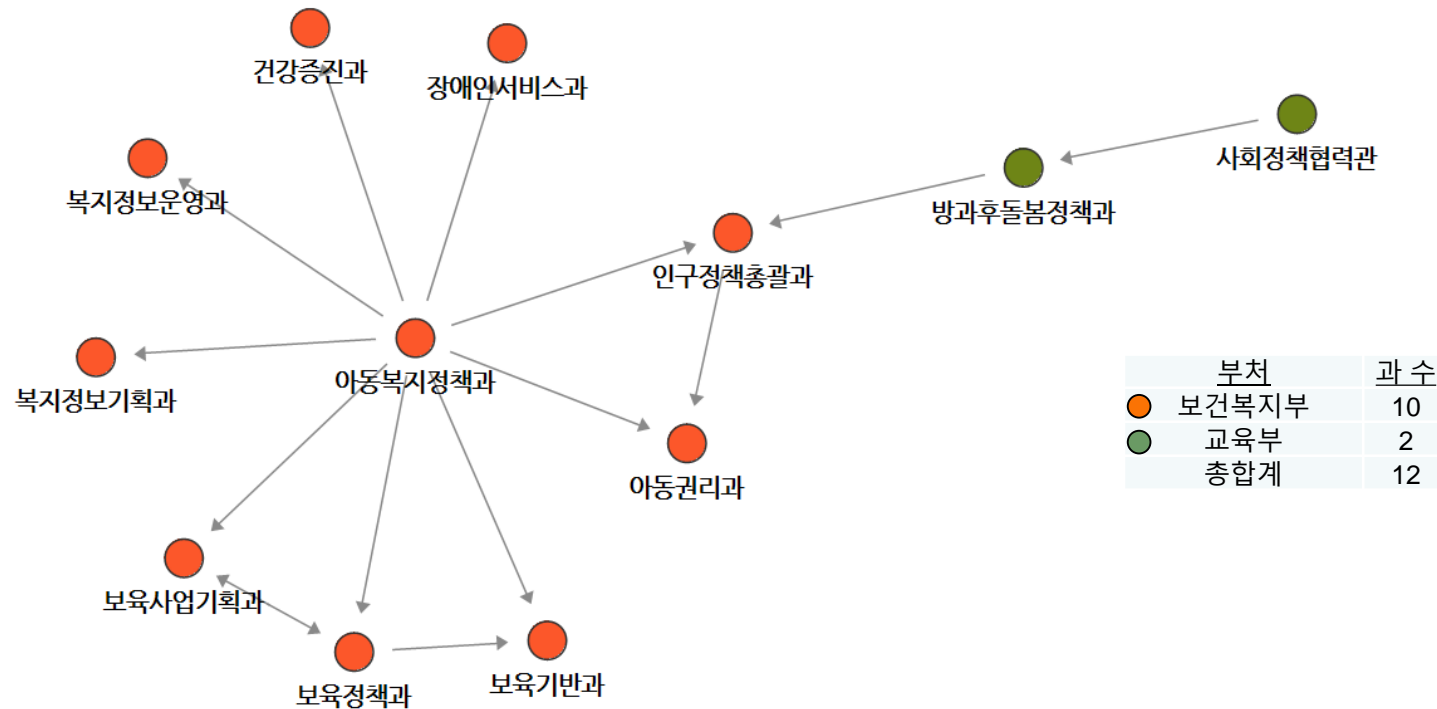 건강증진과
장애인서비스과
사회정책협력관
복지정보운영과
방과후돌봄정책과
인구정책총괄과
아동복지정책과
복지정보기획과
아동권리과
보육사업기획과
보육정책과
보육기반과
부처 과 수
보건복지부 10
교육부 2
총합계 12